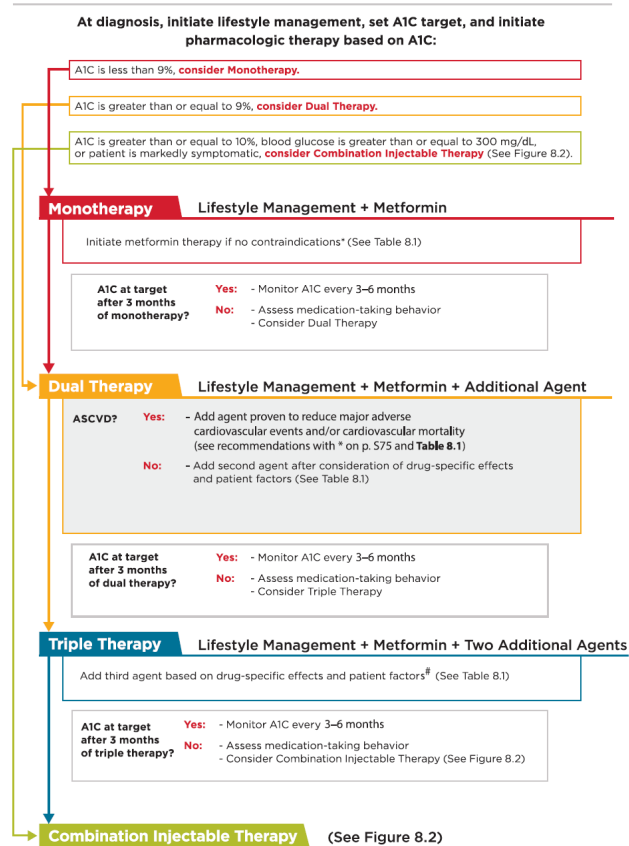 At diagnosis, initiate lifestyle management, set A1C target, and initiate
pharmacologic therapy based on A1C:
A1C is less than 9%, consider Monotherapy.
A1C is greater than or equal to 9%, consider Dual Therapy.
A1C is greater than or equal to 10%, blood glucose is greater than or equal to 300 mg/dL,
or patient is markedly symptomatic, consider Combination Injectable Therapy (See Figure 8.2).
Monotherapy Lifestyle Management + Metformin
Initiate metformin therapy if no contraindications* (See Table 8.1)
A1C at target
after 3 months
of monotherapy?
Yes: - Monitor A1C every 3–6 months
No: - Assess medication-taking behavior
- Consider Dual Therapy
Dual Therapy Lifestyle Management + Metformin + Additional Agent
ASCVD? Yes: - Add agent proven to reduce major adverse
cardiovascular events and/or cardiovascular mortality
(see recommendations with * on p. S75 and Table 8.1)
No: - Add second agent after consideration of drug-specific effects
and patient factors (See Table 8.1)
A1C at target
after 3 months
of dual therapy?
Yes: - Monitor A1C every 3–6 months
No: - Assess medication-taking behavior
- Consider Triple Therapy
Triple Therapy Lifestyle Management + Metformin + Two Additional Agents
Add third agent based on drug-specific effects and patient factors# (See Table 8.1)
A1C at target
after 3 months
of triple therapy?
Yes: - Monitor A1C every 3–6 months
No: - Assess medication-taking behavior
- Consider Combination Injectable Therapy (See Figure 8.2)
Combination Injectable Therapy (See Figure 8.2)